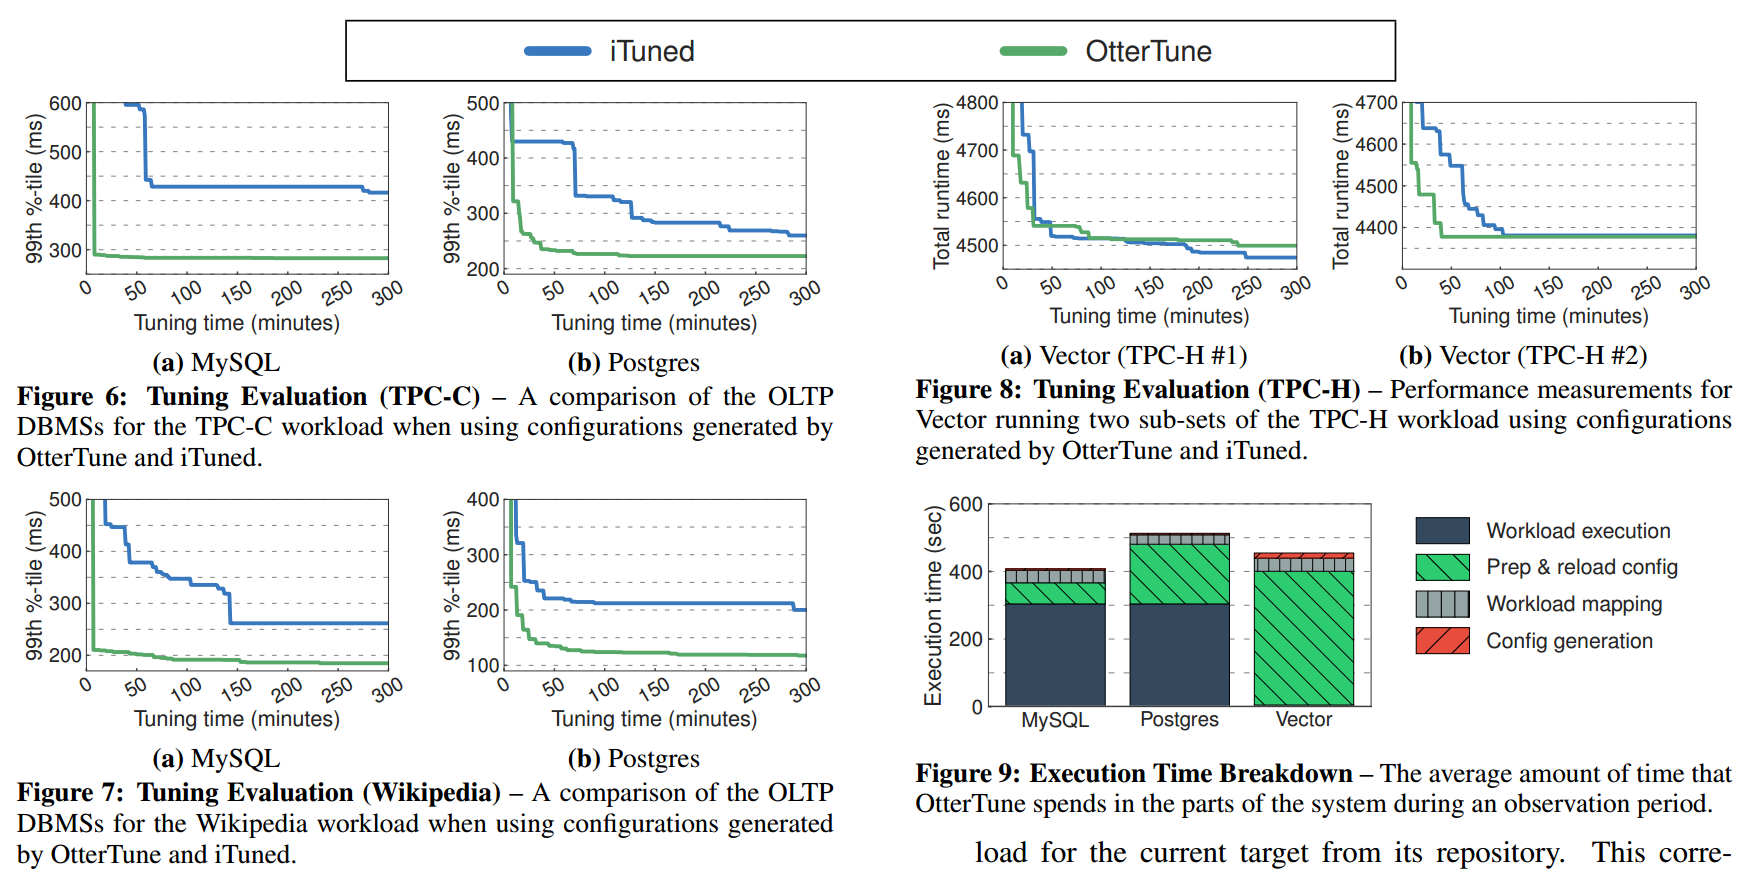 iTuned
OtterTune
600
500
400
300
99th %-tile (ms)
0
50
100
150
200
250
300
Tuning time (minutes)
(a) MySQL
500
400
300
200
99th %-tile (ms)
0
50
100
150
200
250
300
Tuning time (minutes)
(b) Postgres
Figure 6: Tuning Evaluation (TPC-C) – A comparison of the OLTP
DBMSs for the TPC-C workload when using configurations generated by
OtterTune and iTuned.
500
400
300
200
99th %-tile (ms)
0
50
100
150
200
250
300
Tuning time (minutes)
(a) MySQL
400
300
200
100
99th %-tile (ms)
0
50
100
150
200
250
300
Tuning time (minutes)
(b) Postgres
Figure 7: Tuning Evaluation (Wikipedia) – A comparison of the OLTP
DBMSs for the Wikipedia workload when using configurations generated
by OtterTune and iTuned.
4800
4700
4600
4500
Total runtime (ms)
0
50
100
150
200
250
300
Tuning time (minutes)
(a) Vector (TPC-H #1)
4700
4600
4500
4400
Total runtime (ms)
0
50
100
150
200
250
300
Tuning time (minutes)
(b) Vector (TPC-H #2)
Figure 8: Tuning Evaluation (TPC-H) – Performance measurements for
Vector running two sub-sets of the TPC-H workload using configurations
generated by OtterTune and iTuned.
600
400
200
0
Execution time (sec)
MySQL
Postgres
Vector
Workload execution
Prep & reload config
Workload mapping
Config generation
Figure 9: Execution Time Breakdown – The average amount of time that
OtterTune spends in the parts of the system during an observation period.
load for the current target from its repository. This corre-